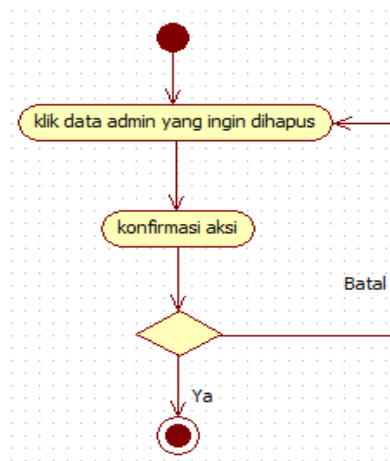 klik data admin yang ingin dihapus
konfirmasi aksi
Batal
Ya